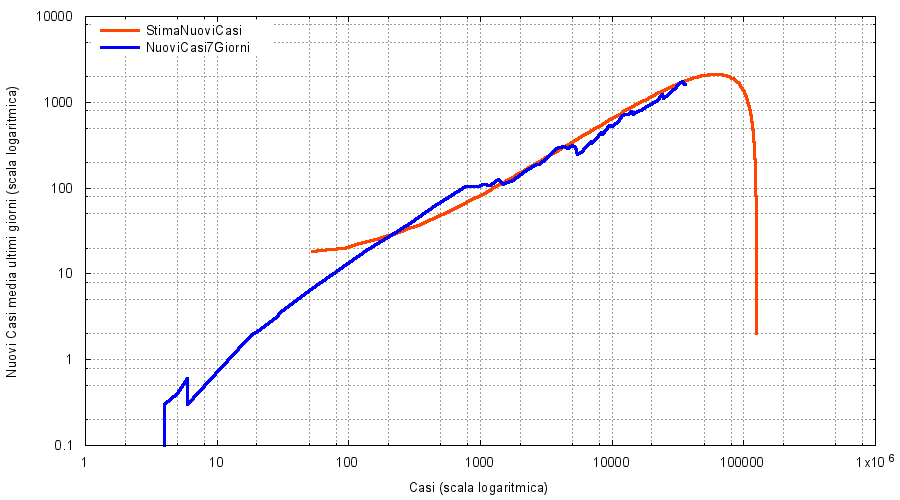 10000
StimaNuoviCasi
NuoviCasi7Giorni
1000
100
10
1
0.1
Nuovi Casi media ultimi giorni (scala logaritmica)
1
10
100
1000
10000
100000
1x10 6
Casi (scala logaritmica)